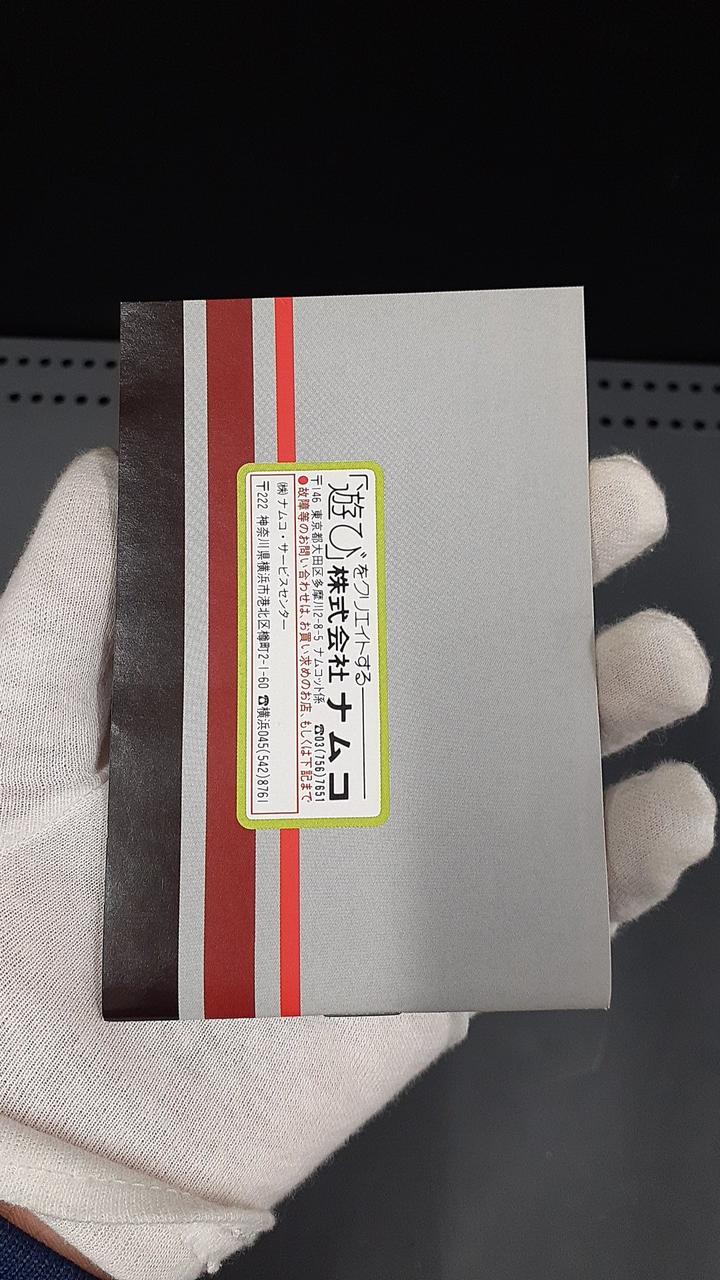 「遊び」をクリエイトする――
株式会社 ナムコ
〒146 東京都大田区多摩川2-8-5 ナムコット係 ☎03(756)7651
●故障等のお問い合わせは、お買い求めのお店、もしくは下記まで
㈱ナムコ・サービスセンター
〒222 神奈川県横浜市港北区樽町2-1-60 ☎横浜045(542)8761